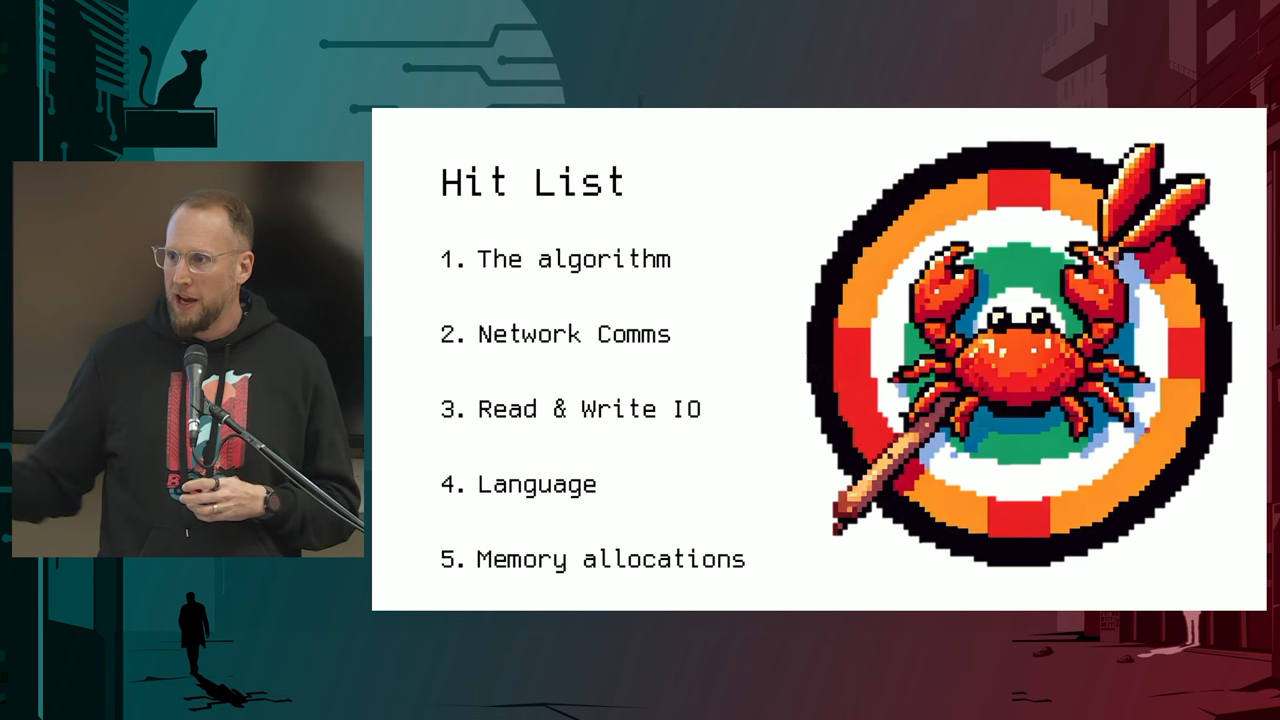 Hit List
1. The algorithm
2. Network Comms
3. Read & Write IO
4. Language
5. Memory allocations